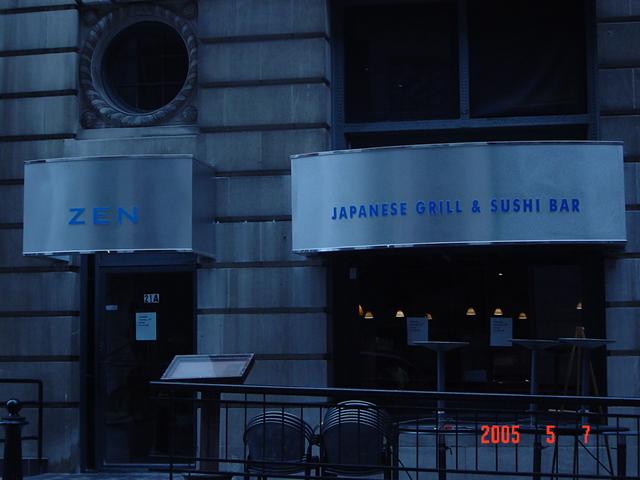 ZEN
JAPANESE GRILL & SUSHI BAR
21A
2005 5 7